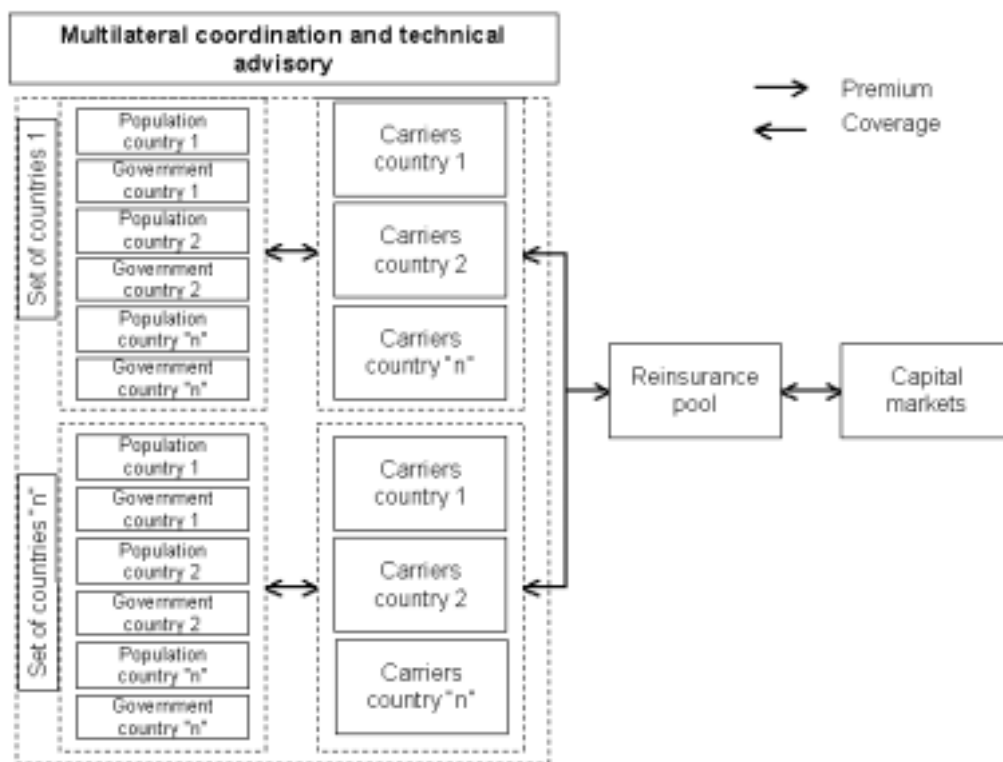 Multilateral coordination and technical
advisory
Premium
Coverage
Set of countries 1
Population
country 1
Government
country 1
Population
country 2
Government
country 2
Population
country "n"
Government
country "n"
Carriers
country 1
Carriers
country 2
Carriers
country "n"
Reinsurance
pool
Capital
markets
Set of countries "n"
Population
country 1
Government
country 1
Population
country 2
Government
country 2
Population
country "n"
Government
country "n"
Carriers
country 1
Carriers
country 2
Carriers
country "n"